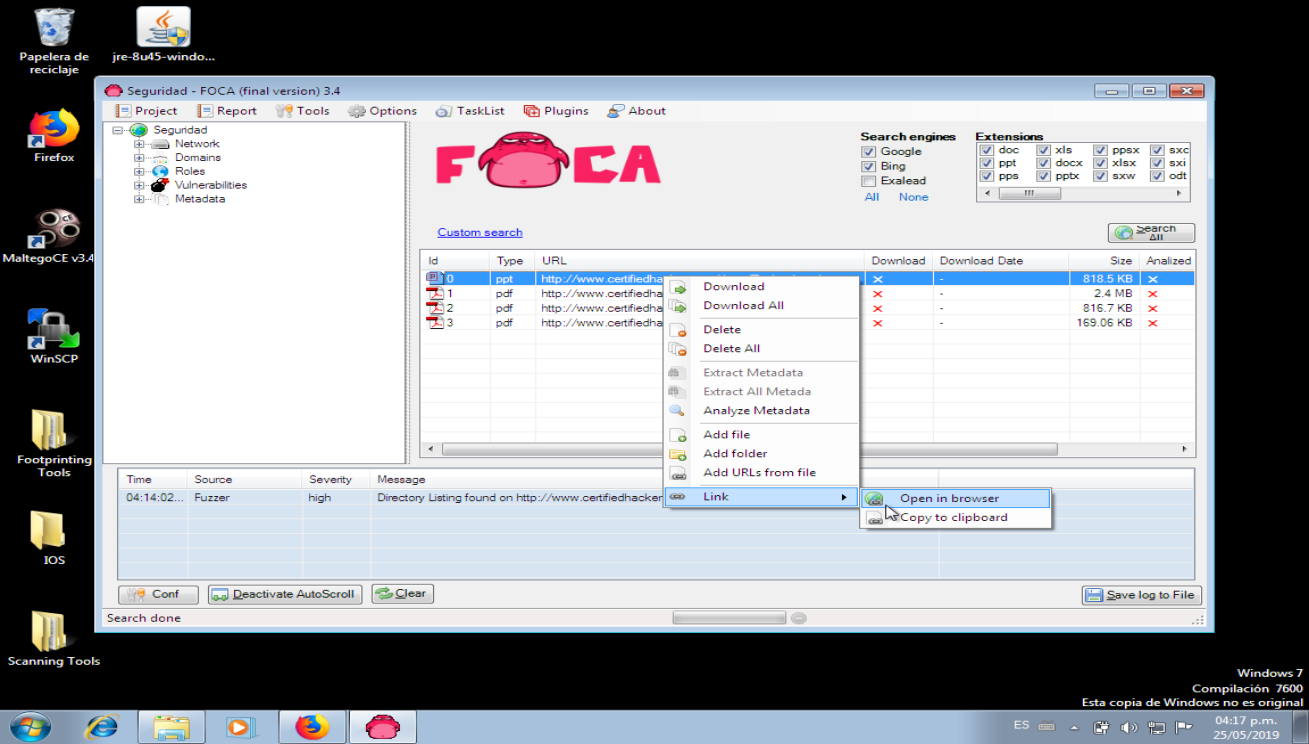 Papelera de
reciclaje
jre-8u45-windo...
Firefox
MaltegoCE v3.4
WinSCP
Footprinting
Tools
IOS
Scanning Tools
Seguridad - FOCA (final version) 3.4
Project Report Tools Options TaskList Plugins About
Seguridad
Network
Domains
Roles
Vulnerabilities
Metadata
FOCA
Search engines
Google
Bing
Exalead
All None
Extensions
doc xls ppsx sxc
ppt docx xlsx sxi
pps pptx sxw odt
Custom search
Search All
Id Type URL Download Download Date Size Analized
0 ppt http://www.certifiedhacke - 818.5 KB
1 pdf http://www.certifiedha - 2.4 MB
2 pdf http://www.certifiedha - 816.7 KB
3 pdf http://www.certifiedha - 169.06 KB
Download
Download All
Delete
Delete All
Extract Metadata
Extract All Metada
Analyze Metadata
Add file
Add folder
Add URLs from file
Link
Open in browser
Copy to clipboard
Time Source Severity Message
04:14:02... Fuzzer high Directory Listing found on http://www.certifiedhacker
Conf Deactivate AutoScroll Clear Save log to File
Search done
Windows 7
Compilación 7600
Esta copia de Windows no es original
ES
04:17 p.m.
25/05/2019